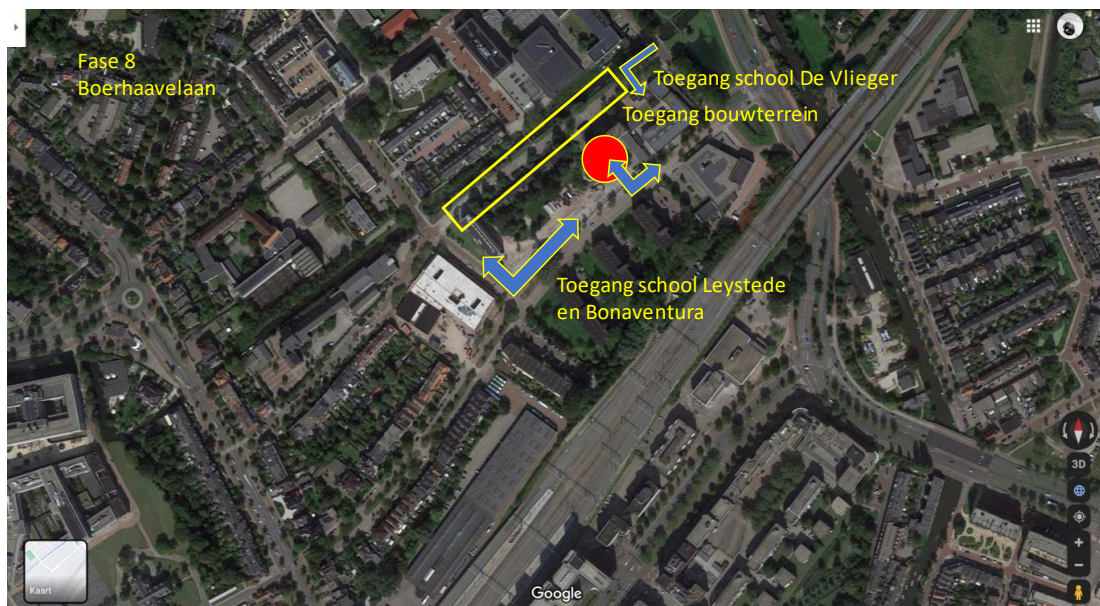 Fase 8
Boerhaavelaan
Toegang school De Vlieger
Toegang bouwterrein
Toegang school Leystede
en Bonaventura
3D
Kaart
Google